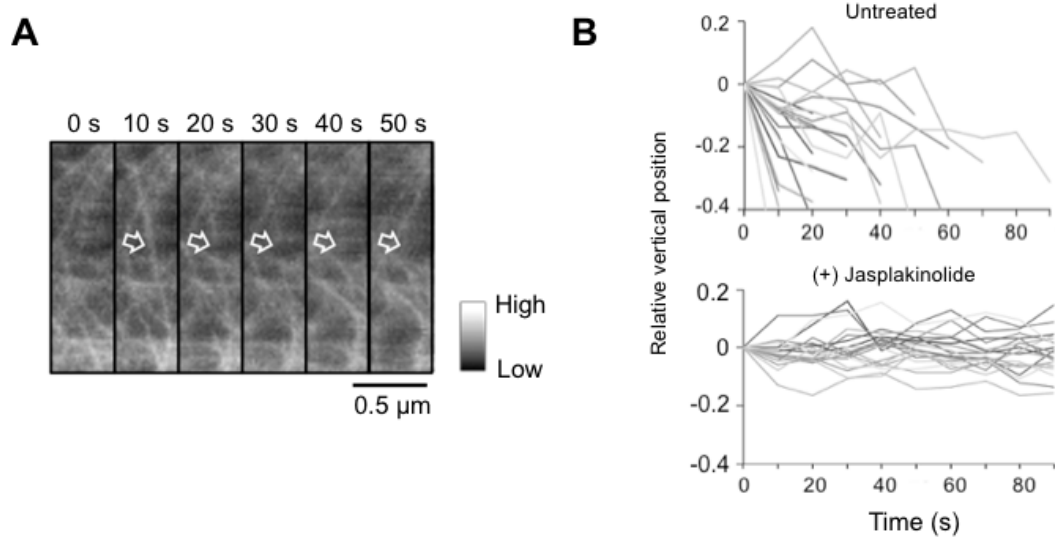 A
0 s 10 s 20 s 30 s 40 s 50 s
High
Low
0.5 µm
B
Untreated
0.2
0
-0.2
-0.4
0 20 40 60 80
Relative vertical position
(+) Jasplakinolide
0.2
0
-0.2
-0.4
0 20 40 60 80
Time (s)